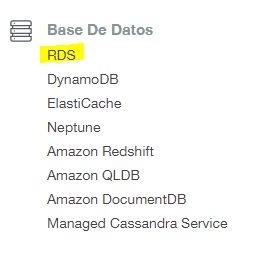 Base De Datos
RDS
DynamoDB
ElastiCache
Neptune
Amazon Redshift
Amazon QLDB
Amazon DocumentDB
Managed Cassandra Service